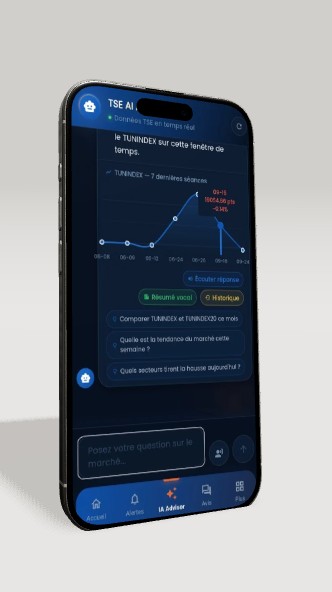 TSE AI
Données TSE en temps réel
le TUNINDEX sur cette fenêtre de
temps.
TUNINDEX — 7 dernières séances
-0,14%
Écouter réponse
Résumé vocal
Historique
Comparer TUNINDEX et TUNINDEX20 ce mois
Quelle est la tendance du marché cette
semaine ?
Quels secteurs tirent la hausse aujourd'hui ?
Posez votre question sur le
marché...
Accueil
Alertes
IA Advisor
Avis
Plus